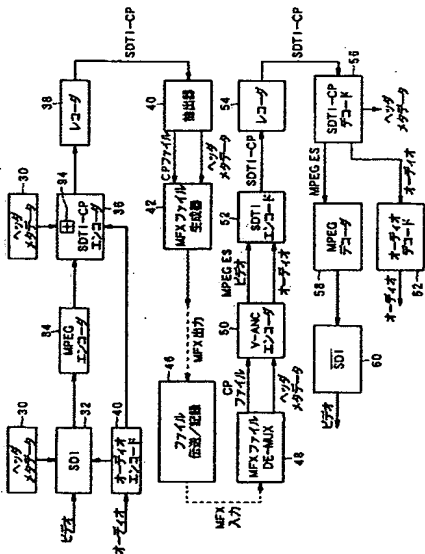 30
ヘッダ
メタデータ
ビデオ
SDI
32
オーディオ
オーディオ
エンコード
40
34
MPEG
エンコーダ
30
ヘッダ
メタデータ
94
SDTI-CP
エンコーダ
36
38
レコーダ
SDTI-CP
40
抽出器
CPファイル
ヘッダ
メタデータ
42
MFXファイル
生成器
MFX出力
46
ファイル
伝送/記録
MFX
入力
MFXファイル
DE-MUX
48
CP
ファイル
ヘッダ
メタデータ
50
V-ANC
エンコーダ
MPEG ES
ビデオ
オーディオ
52
SDTI
エンコード
SDTI-CP
54
レコーダ
SDTI-CP
SDTI-CP
デコード
56
ヘッダ
メタデータ
MPEG ES
オーディオ
MPEG
デコーダ
58
オーディオ
デコード
62
オーディオ
SDI
60
ビデオ